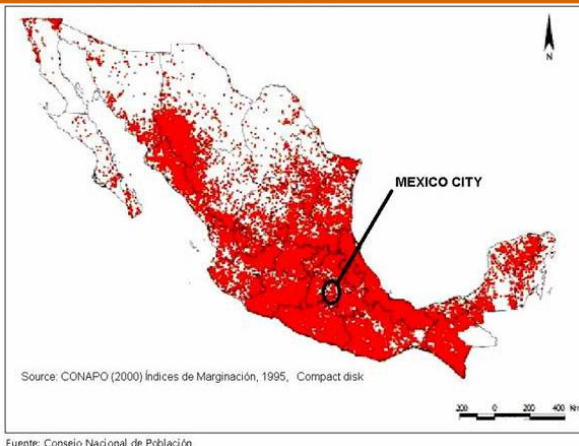 N
MEXICO CITY
Source: CONAPO (2000) Índices de Marginación, 1995, Compact disk
200 0 200 400
Fuente: Consejo Nacional de Población